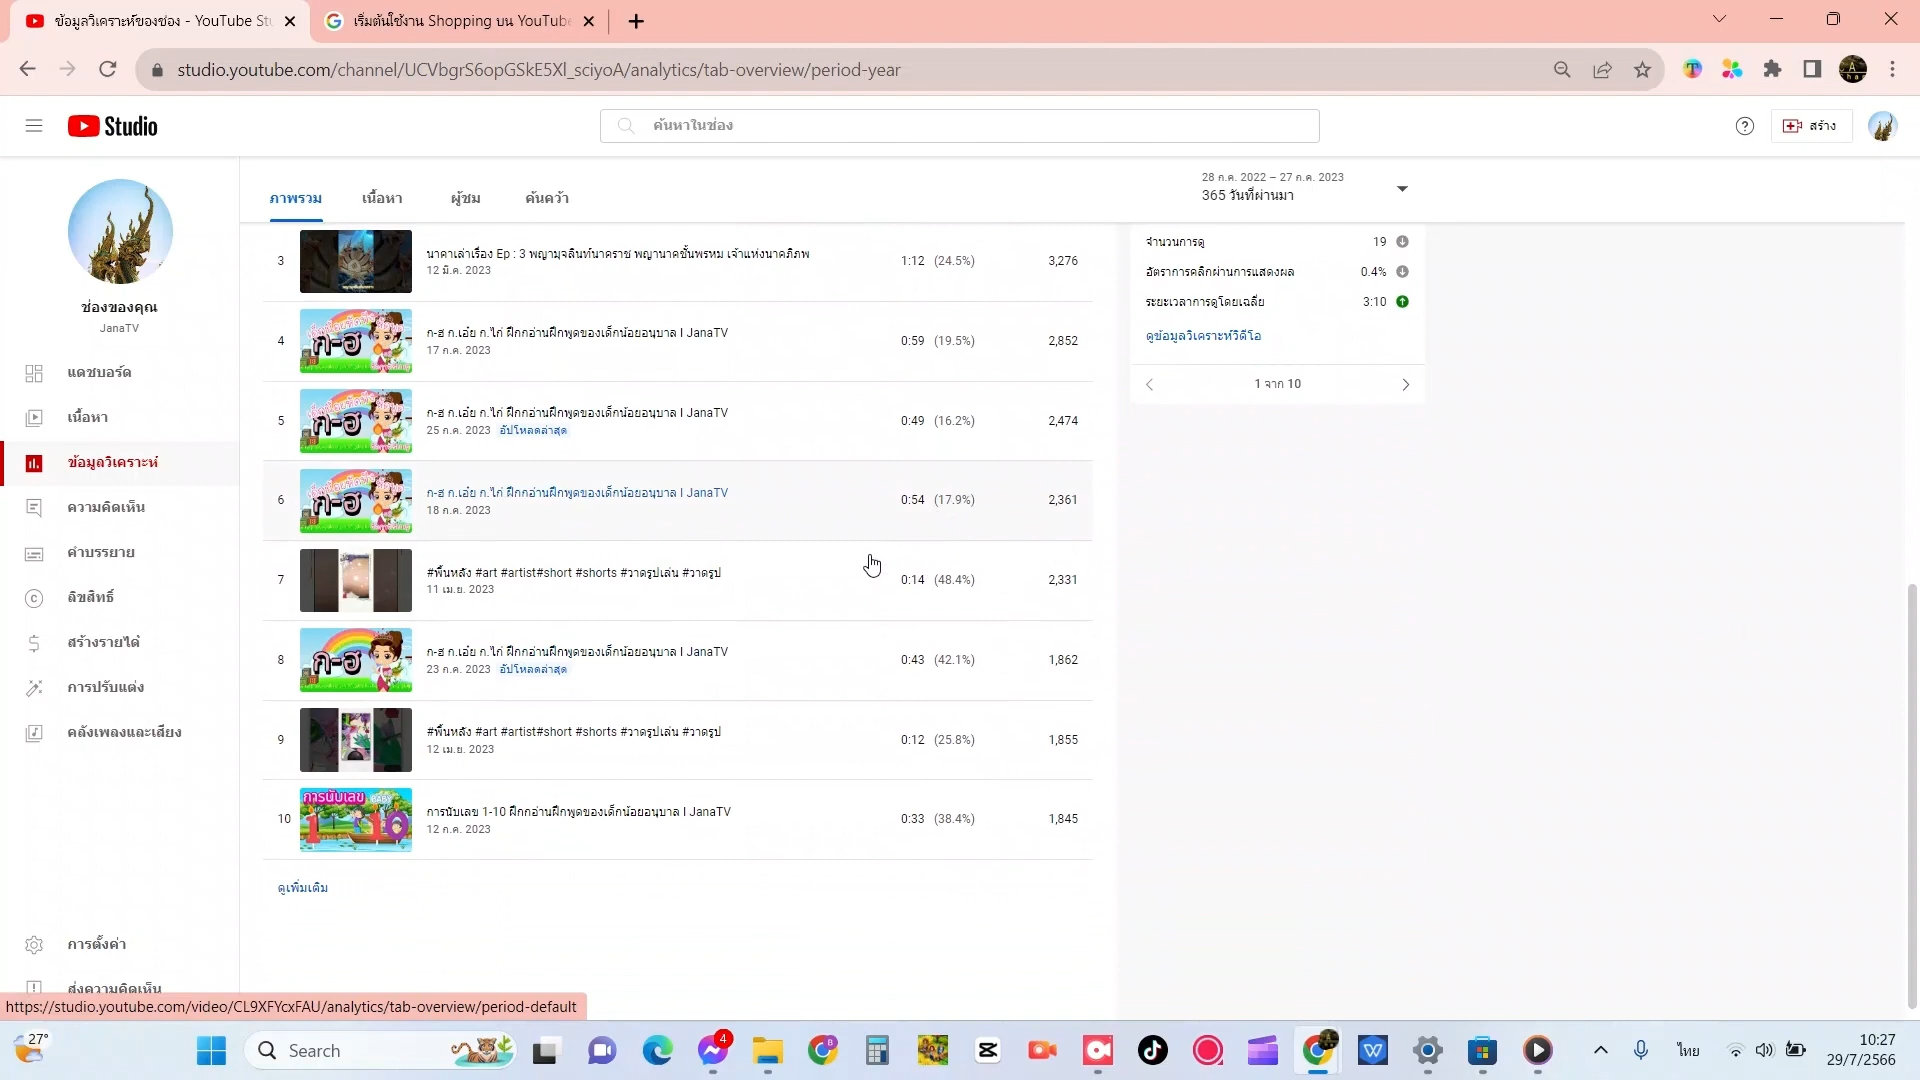 ข้อมูลวิเคราะห์ของช่อง - YouTube Stu
เริ่มต้นใช้งาน Shopping บน YouTube
studio.youtube.com/channel/UCVbgrS6opGSkE5Xl_sciyoA/analytics/tab-overview/period-year
Studio
ค้นหาในช่อง
สร้าง
ช่องของคุณ
JanaTV
แดชบอร์ด
เนื้อหา
ข้อมูลวิเคราะห์
ความคิดเห็น
คำบรรยาย
ลิขสิทธิ์
สร้างรายได้
การปรับแต่ง
คลังเพลงและเสียง
การตั้งค่า
ส่งความคิดเห็น
ภาพรวม เนื้อหา ผู้ชม ค้นคว้า
28 ก.ค. 2022 – 27 ก.ค. 2023
365 วันที่ผ่านมา
3 นาคาเล่าเรื่อง Ep : 3 พญามุจลินท์นาคราช พญานาคชั้นพรหม เจ้าแห่งนาคภิภพ 1:12 (24.5%) 3,276
12 มี.ค. 2023
4 ก-ฮ ก.เอ๋ย ก.ไก่ ฝึกกอ่านฝึกพูดของเด็กน้อยอนุบาล I JanaTV 0:59 (19.5%) 2,852
17 ก.ค. 2023
5 ก-ฮ ก.เอ๋ย ก.ไก่ ฝึกกอ่านฝึกพูดของเด็กน้อยอนุบาล I JanaTV 0:49 (16.2%) 2,474
25 ก.ค. 2023 อัปโหลดล่าสุด
6 ก-ฮ ก.เอ๋ย ก.ไก่ ฝึกกอ่านฝึกพูดของเด็กน้อยอนุบาล I JanaTV 0:54 (17.9%) 2,361
18 ก.ค. 2023
7 #พื้นหลัง #art #artist#short #shorts #วาดรูปเล่น #วาดรูป 0:14 (48.4%) 2,331
11 เม.ย. 2023
8 ก-ฮ ก.เอ๋ย ก.ไก่ ฝึกกอ่านฝึกพูดของเด็กน้อยอนุบาล I JanaTV 0:43 (42.1%) 1,862
23 ก.ค. 2023 อัปโหลดล่าสุด
9 #พื้นหลัง #art #artist#short #shorts #วาดรูปเล่น #วาดรูป 0:12 (25.8%) 1,855
12 เม.ย. 2023
10 การนับเลข 1-10 ฝึกกอ่านฝึกพูดของเด็กน้อยอนุบาล I JanaTV 0:33 (38.4%) 1,845
12 ก.ค. 2023
ก-ฮ
ก-ฮ
ก-ฮ
ก-ฮ
การนับเลข
1 10
ดูเพิ่มเติม
จำนวนการดู 19
อัตราการคลิกผ่านการแสดงผล 0.4%
ระยะเวลาการดูโดยเฉลี่ย 3:10
ดูข้อมูลวิเคราะห์วิดีโอ
1 จาก 10
https://studio.youtube.com/video/CL9XFYcxFAU/analytics/tab-overview/period-default
27°
Search
4
ไทย
10:27
29/7/2566